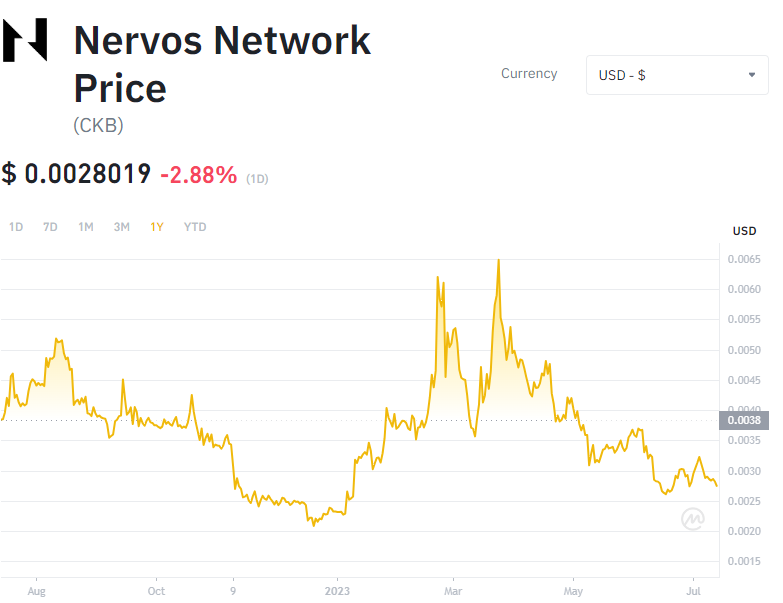 Nervos Network
Price
(CKB)
Currency
USD - $
$ 0.0028019 -2.88% (1D)
1D 7D 1M 3M 1Y YTD
USD
0.0065
0.0060
0.0055
0.0050
0.0045
0.0040
0.0038
0.0035
0.0030
0.0025
0.0020
0.0015
Aug Oct 9 2023 Mar May Jul